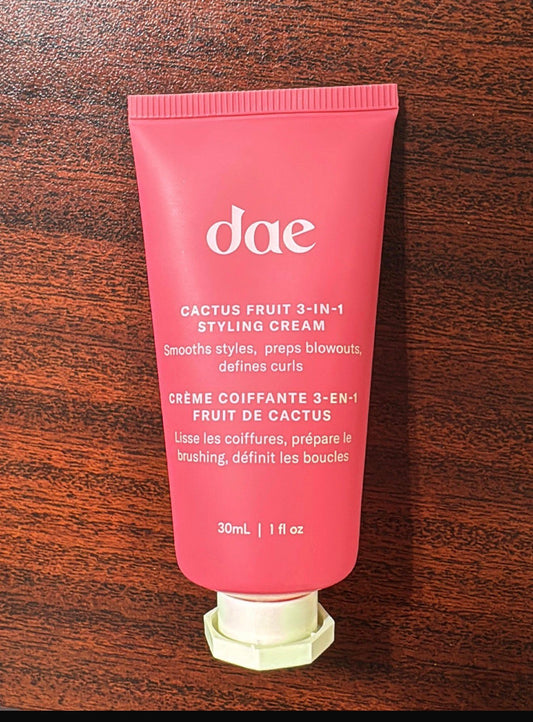 dae
CACTUS FRUIT 3-IN-1
STYLING CREAM
Smooths styles, preps blowouts,
defines curls
CRÈME COIFFANTE 3-EN-1
FRUIT DE CACTUS
Lisse les coiffures, prépare le
brushing, définit les boucles
30mL | 1 fl oz